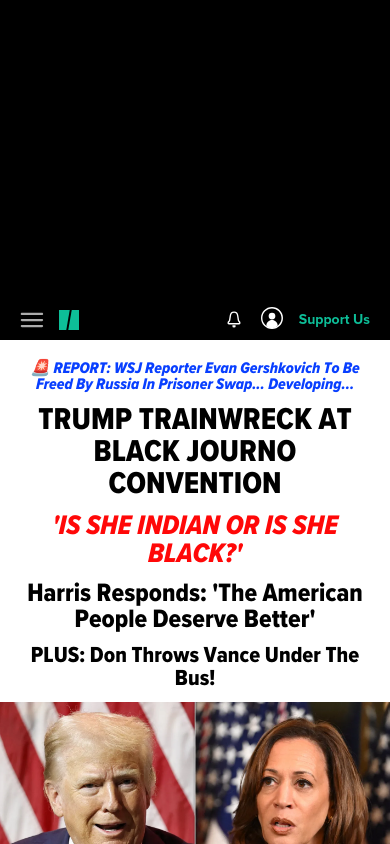 Support Us
🚨 REPORT: WSJ Reporter Evan Gershkovich To Be
Freed By Russia In Prisoner Swap... Developing...
TRUMP TRAINWRECK AT
BLACK JOURNO
CONVENTION
'IS SHE INDIAN OR IS SHE
BLACK?'
Harris Responds: 'The American
People Deserve Better'
PLUS: Don Throws Vance Under The
Bus!